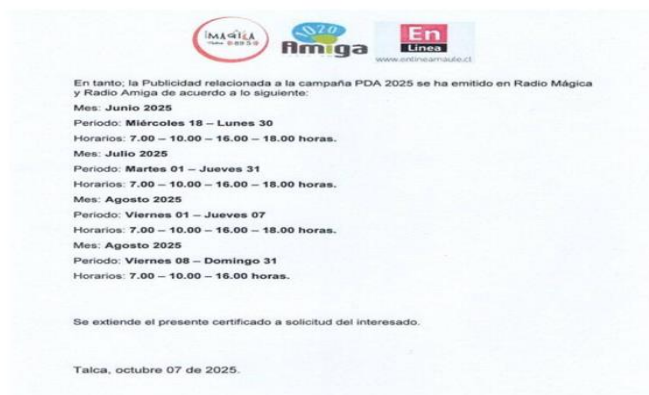 iMAGiCA
1020
Amiga
En
Línea
www.enlineamaule.cl
En tanto; la Publicidad relacionada a la campaña PDA 2025 se ha emitido en Radio Mágica
y Radio Amiga de acuerdo a lo siguiente:
Mes: Junio 2025
Periodo: Miércoles 18 – Lunes 30
Horarios: 7.00 – 10.00 – 16.00 – 18.00 horas.
Mes: Julio 2025
Periodo: Martes 01 – Jueves 31
Horarios: 7.00 – 10.00 – 16.00 – 18.00 horas.
Mes: Agosto 2025
Periodo: Viernes 01 – Jueves 07
Horarios: 7.00 – 10.00 – 16.00 - 18.00 horas.
Mes: Agosto 2025
Periodo: Viernes 08 – Domingo 31
Horarios: 7.00 – 10.00 – 16.00 horas.
Se extiende el presente certificado a solicitud del interesado.
Talca, octubre 07 de 2025.